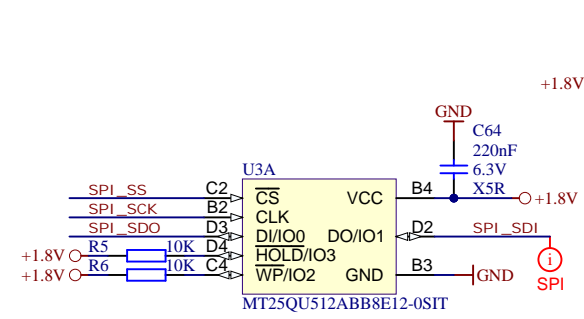 +1.8V
GND
C64
220nF
6.3V
X5R
U3A
SPI_SS
C2
CS
VCC
B4
+1.8V
SPI_SCK
B2
CLK
SPI_SDO
D3
DI/IO0
DO/IO1
D2
SPI_SDI
+1.8V
R5
10K
D4
HOLD/IO3
+1.8V
R6
10K
C4
WP/IO2
GND
B3
GND
i
SPI
MT25QU512ABB8E12-0SIT